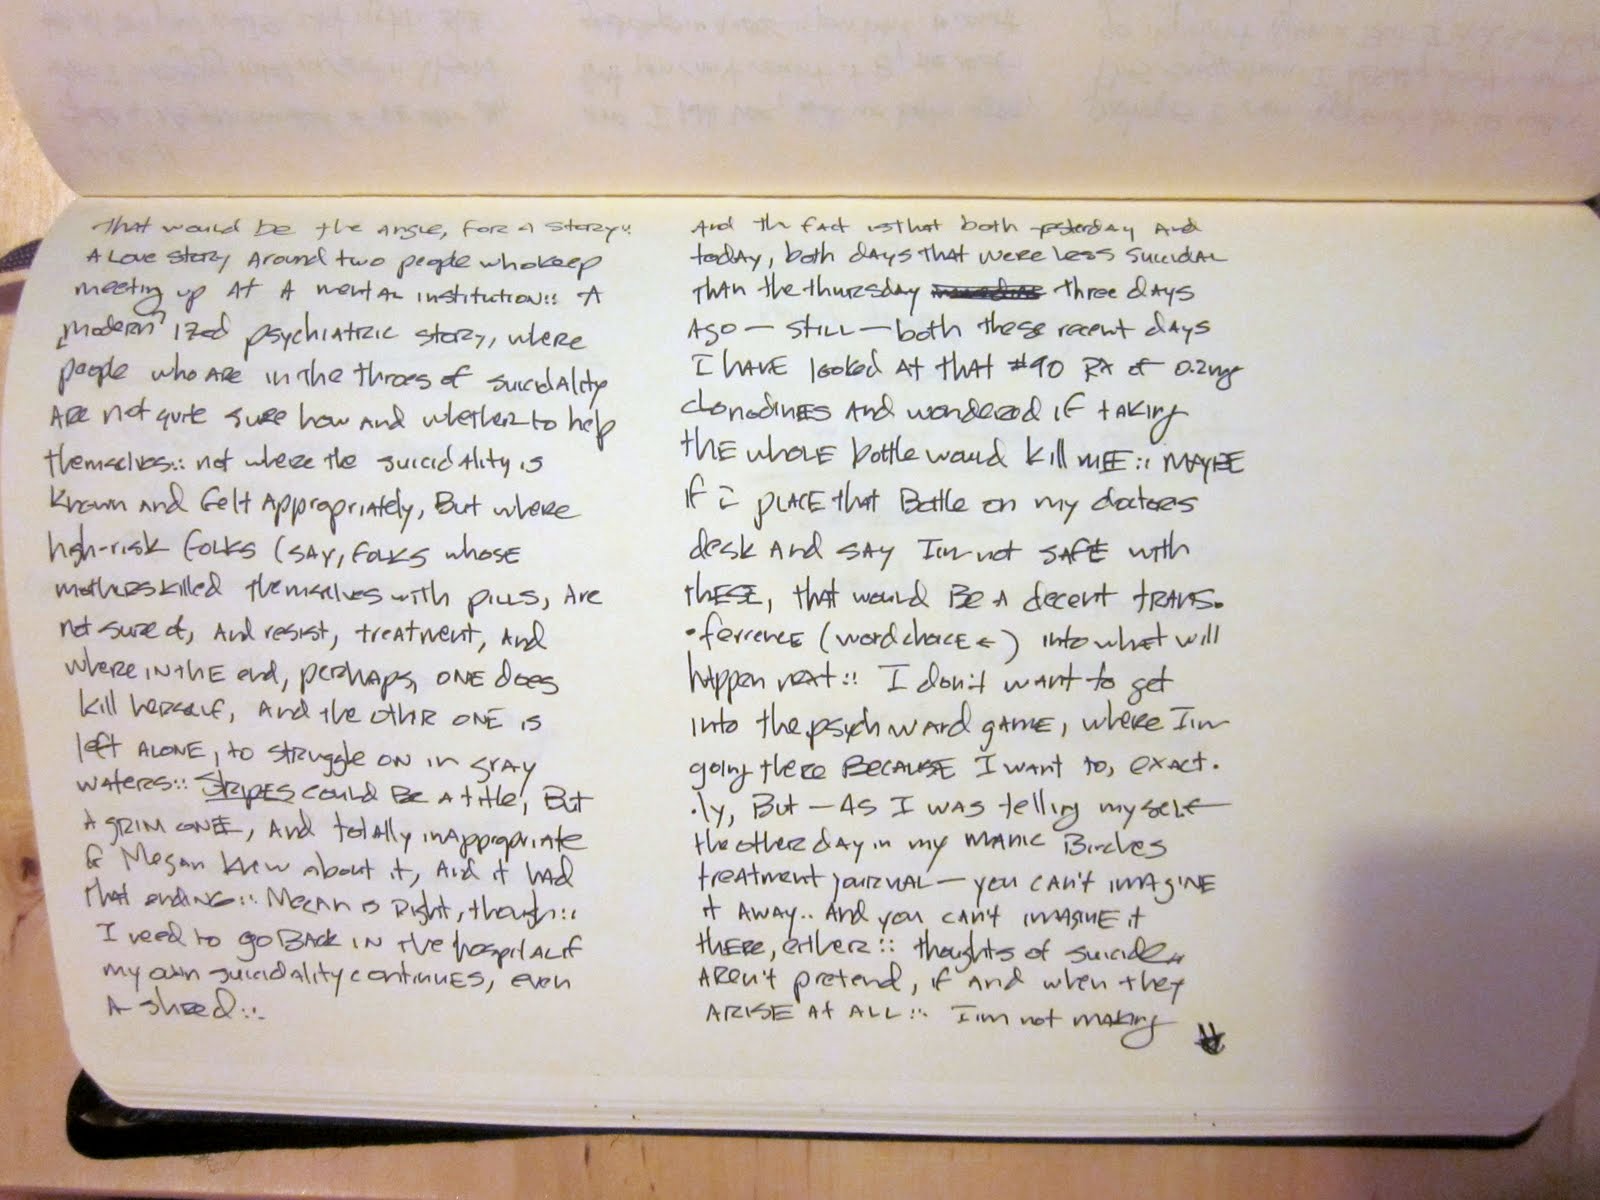 That would be the angle, for a story::
A Love story Around two people who keep
meeting up At A mental institution:: A
modern'ized psychiatric story, where
people who are in the throes of suicidality
Are not quite sure how and whether to help
themselves:: not where the suicidality is
Known and felt Appropriately, But where
high-risk folks (say, folks whose
mothers killed themselves with pills, Are
not sure of, And resist, treatment, and
where in the end, perhaps, one does
kill herself, And the othr one is
left alone, to struggle on in gray
waters:: Stripes could Be a title, But
A grim one, And totally inappropriate
Megan knew about it, And it had
that ending:: Megan is Right, though::
I need to go Back in the hospital if
my own suicidality continues, even
A shred::.
And the fact is that both yesterday And
today, both days that were less suicidal
Than the thursday three days
Ago — still — both these recent days
I have looked at that #90 RX of 0.2mg
clonodines And wondered if taking
the whole bottle would kill mee:: Maybe
if i place that Bottle on my doctors
desk And say I'm not safe with
these, that would Be A decent trans.
.ference (word choice ←) into what will
happen next:: I don't want to get
into the psych ward game, where I'm
going there Because I want to, exact.
.ly, But — As I was telling myself —
the other day in my manic Birches
treatment journal — you can't imagine
it away.. And you can't imagine it
there, either:: thoughts of suicide
Aren't pretend, if and when they
Arise At All:: I'm not making